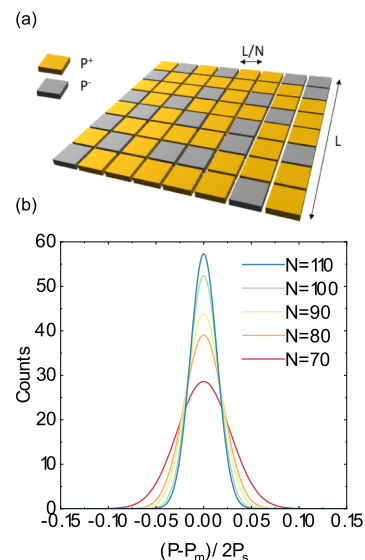 (a)
P⁺
P⁻
L/N
L
(b)
60
50
40
30
20
10
0
Counts
N=110
N=100
N=90
N=80
N=70
-0.15 -0.10 -0.05 0.00 0.05 0.10 0.15
(P-Pₘ)/ 2Pₛ